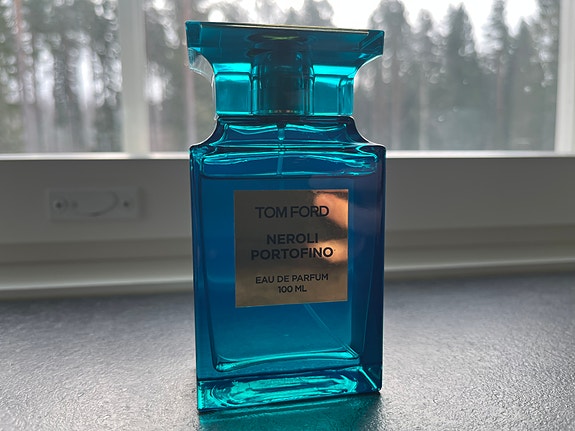 TOM FORD
NEROLI
PORTOFINO
EAU DE PARFUM
100 ML